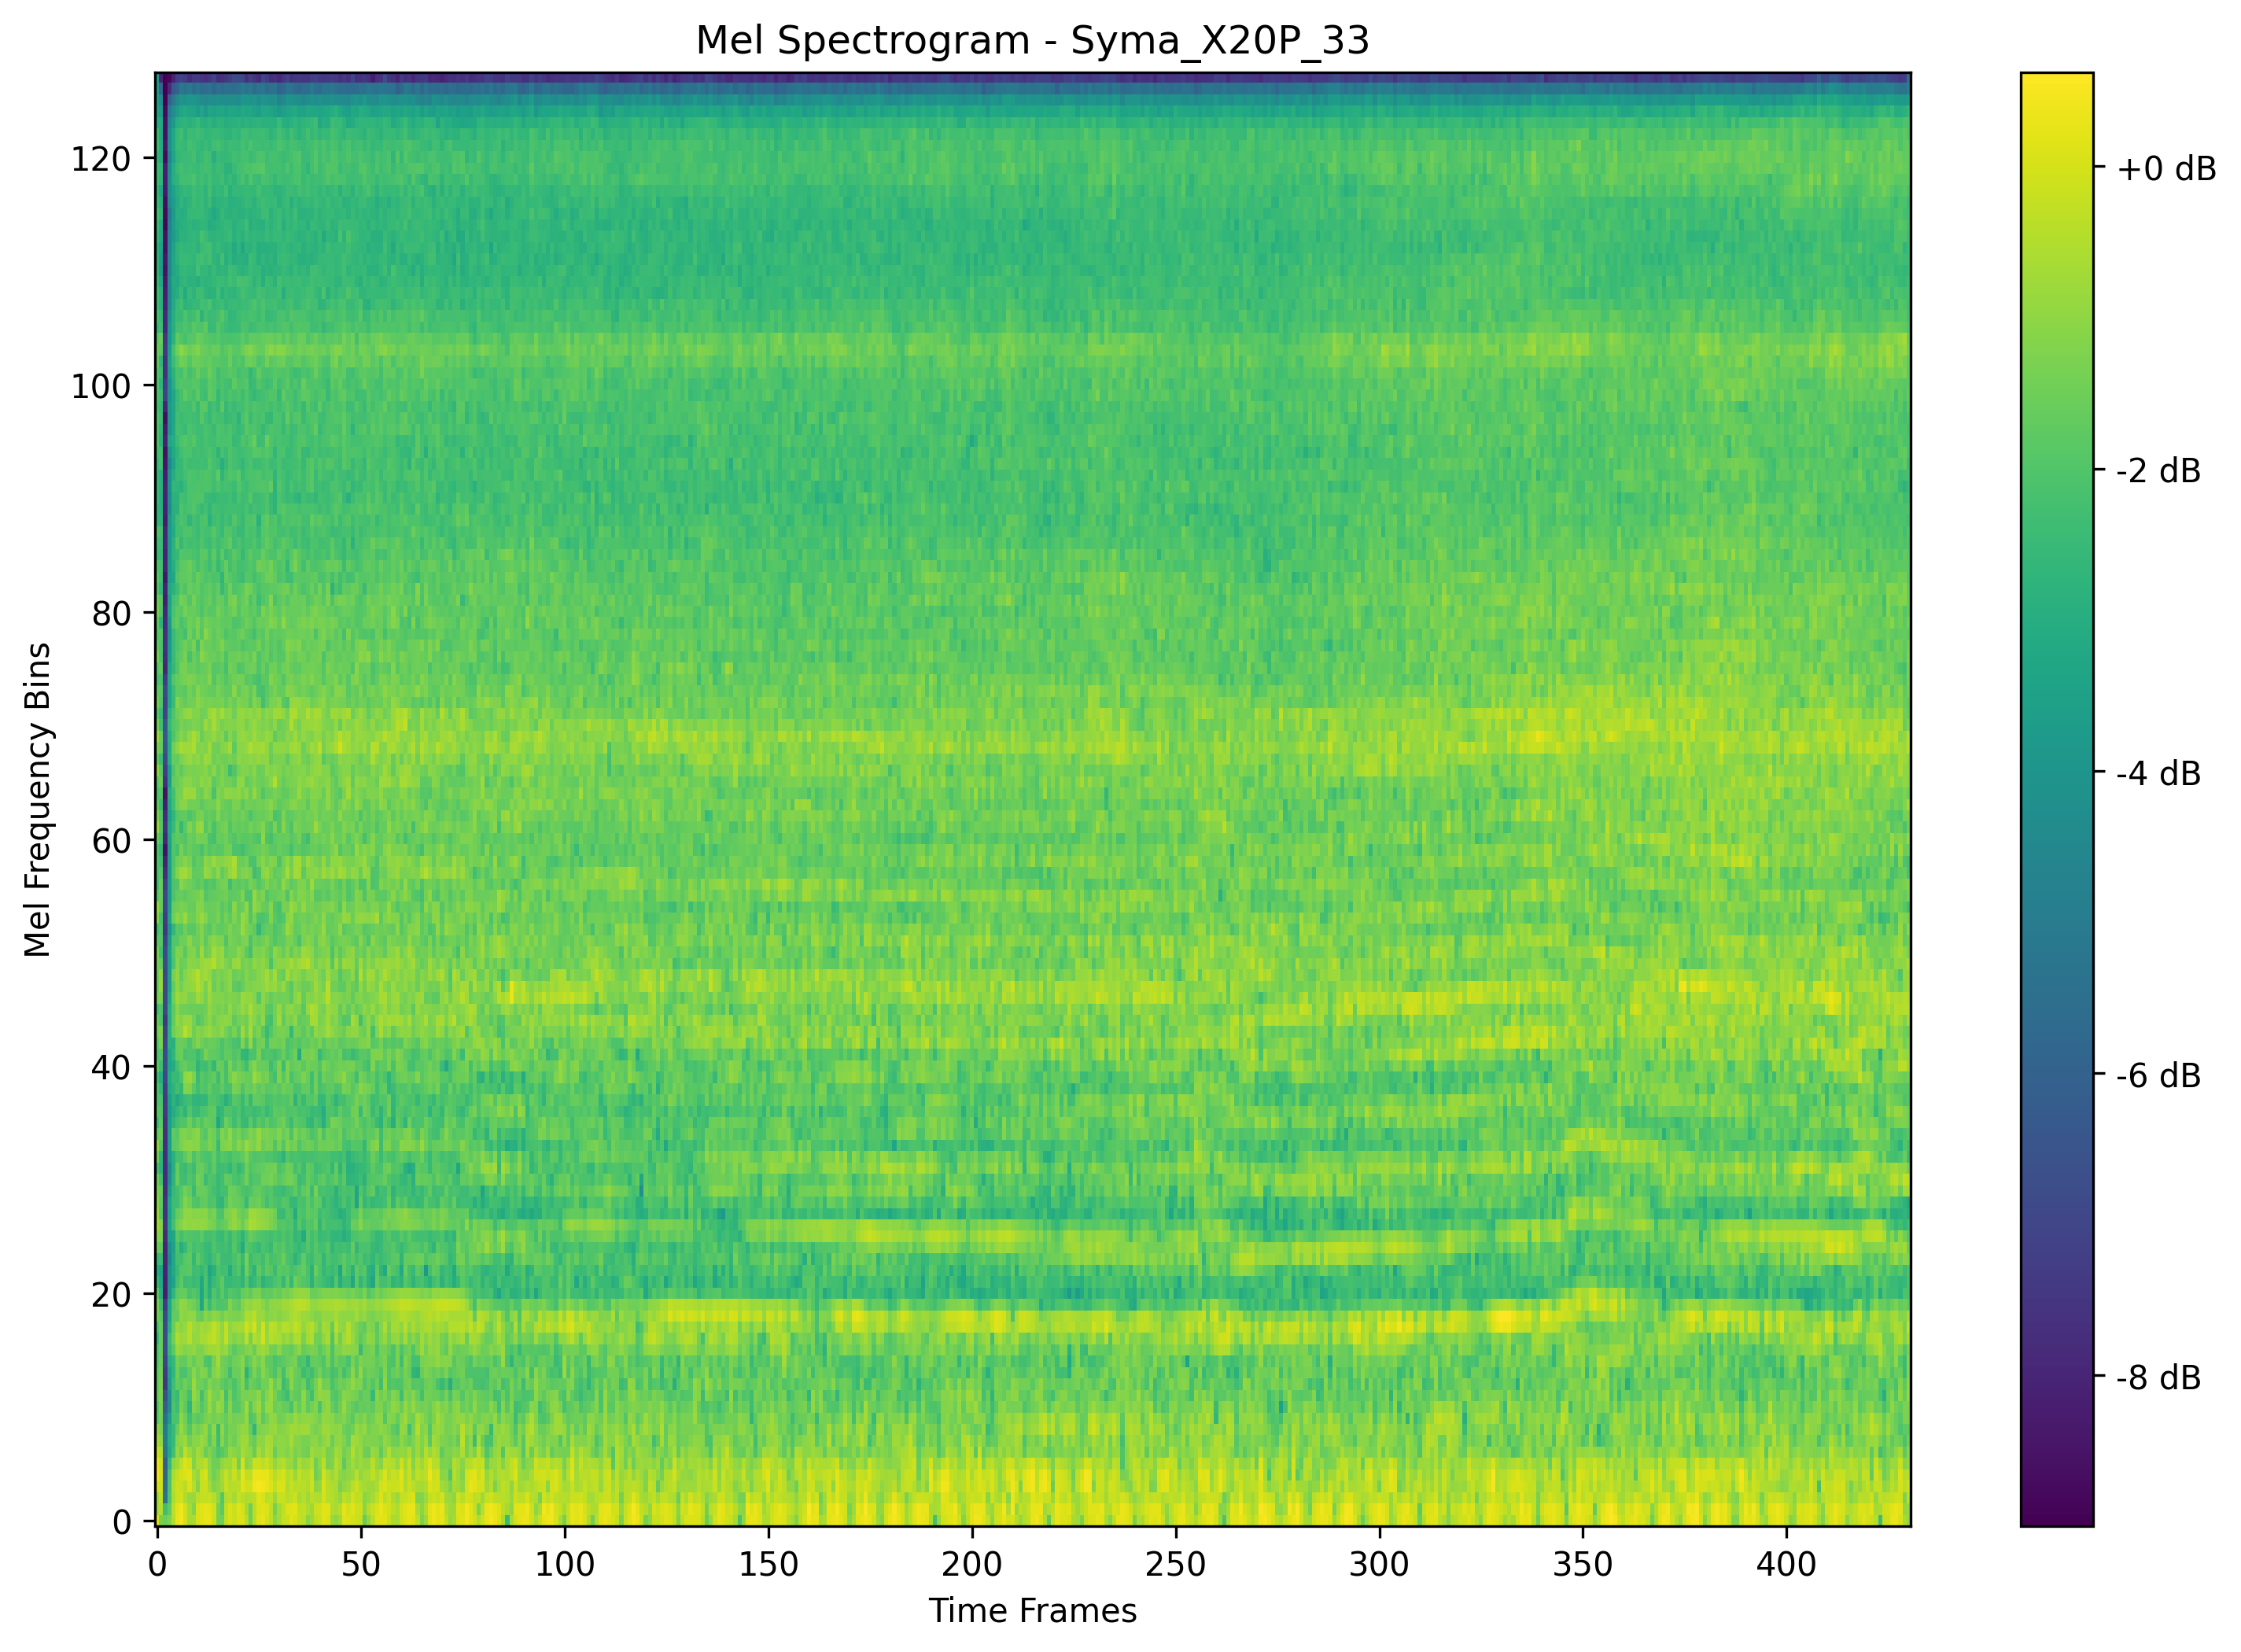 Mel Spectrogram - Syma_X20P_33
Mel Frequency Bins
120
100
80
60
40
20
0
0 50 100 150 200 250 300 350 400
Time Frames
+0 dB
-2 dB
-4 dB
-6 dB
-8 dB